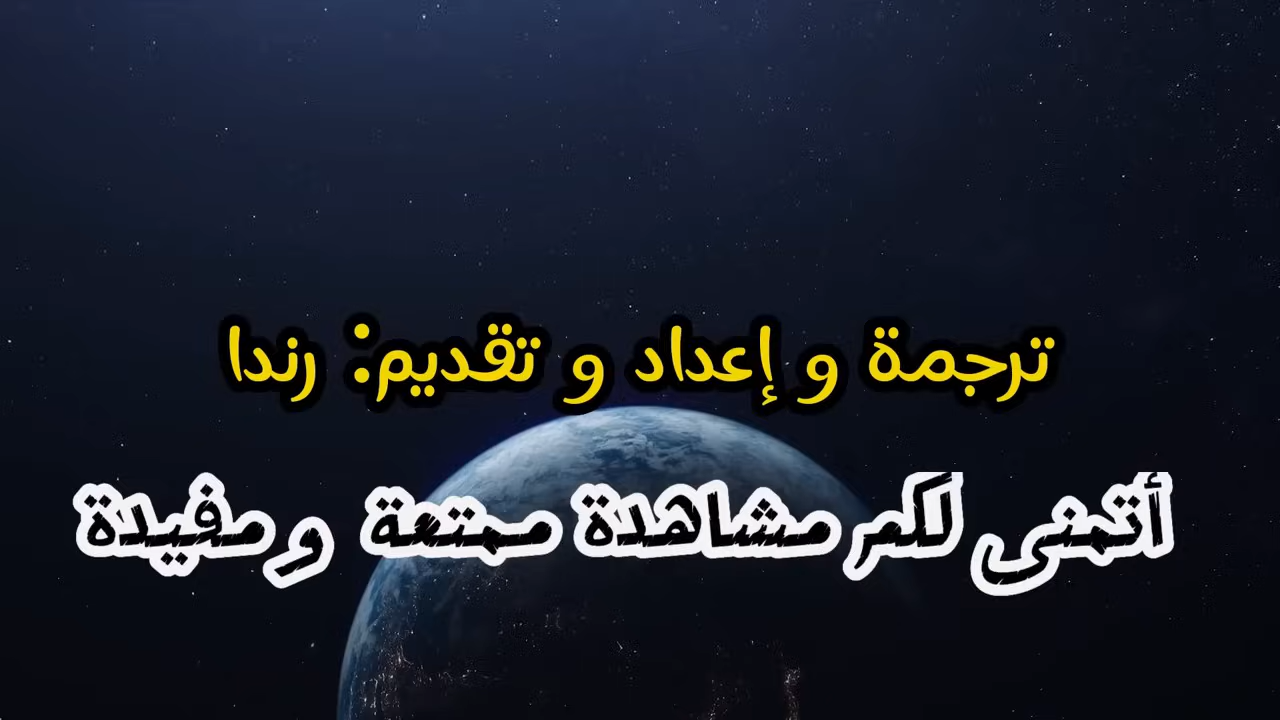 ترجمة و إعداد و تقديم: رندا
أتمنى لكم مشاهدة ممتعة ومفيدة